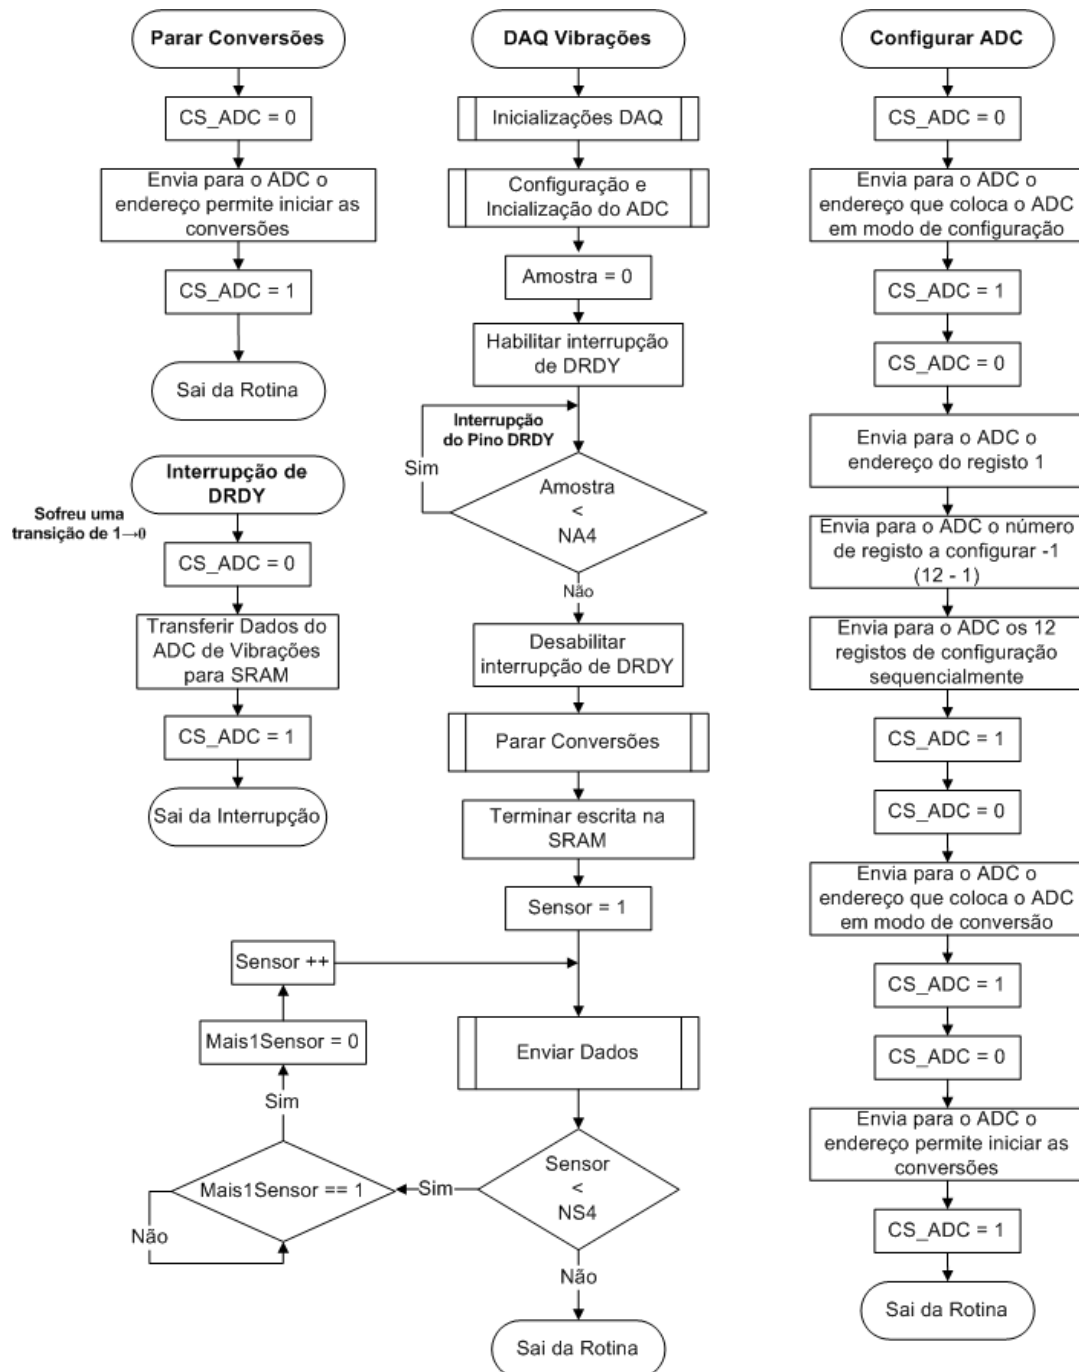 Parar Conversões
CS_ADC = 0
Envia para o ADC o
endereço permite iniciar as
conversões
CS_ADC = 1
Sai da Rotina
Interrupção de
DRDY
Sofreu uma
transição de 1→0
CS_ADC = 0
Transferir Dados do
ADC de Vibrações
para SRAM
CS_ADC = 1
Sai da Interrupção
DAQ Vibrações
Inicializações DAQ
Configuração e
Incialização do ADC
Amostra = 0
Habilitar interrupção
de DRDY
Interrupção
do Pino DRDY
Sim
Amostra
<
NA4
Não
Desabilitar
interrupção de DRDY
Parar Conversões
Terminar escrita na
SRAM
Sensor = 1
Sensor ++
Mais1Sensor = 0
Enviar Dados
Sim
Mais1Sensor == 1
Sim
Sensor
<
NS4
Não
Não
Sai da Rotina
Configurar ADC
CS_ADC = 0
Envia para o ADC o
endereço que coloca o ADC
em modo de configuração
CS_ADC = 1
CS_ADC = 0
Envia para o ADC o
endereço do registo 1
Envia para o ADC o número
de registo a configurar -1
(12 - 1)
Envia para o ADC os 12
registos de configuração
sequencialmente
CS_ADC = 1
CS_ADC = 0
Envia para o ADC o
endereço que coloca o ADC
em modo de conversão
CS_ADC = 1
CS_ADC = 0
Envia para o ADC o
endereço permite iniciar as
conversões
CS_ADC = 1
Sai da Rotina